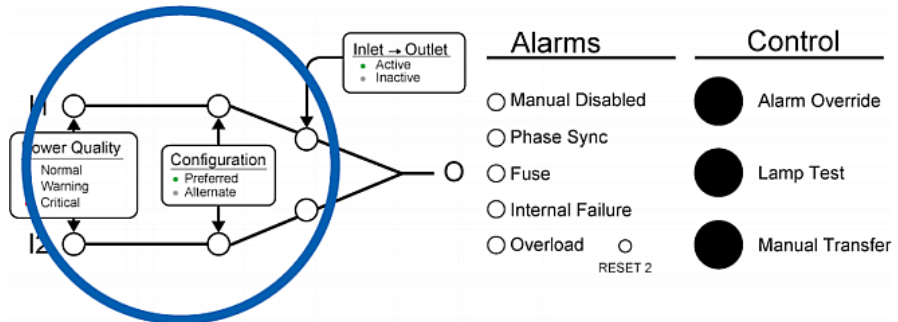 Inlet → Outlet
Active
Inactive
I1
Power Quality
Normal
Warning
Critical
Configuration
Preferred
Alternate
I2
O
Alarms
Manual Disabled
Phase Sync
Fuse
Internal Failure
Overload
RESET 2
Control
Alarm Override
Lamp Test
Manual Transfer